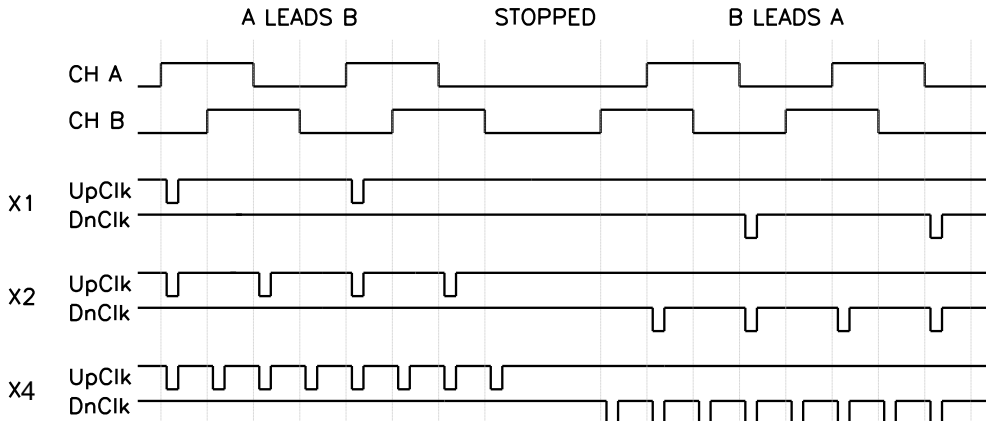 A LEADS B STOPPED B LEADS A
CH A
CH B
X1
UpClk
DnClk
X2
UpClk
DnClk
X4
UpClk
DnClk